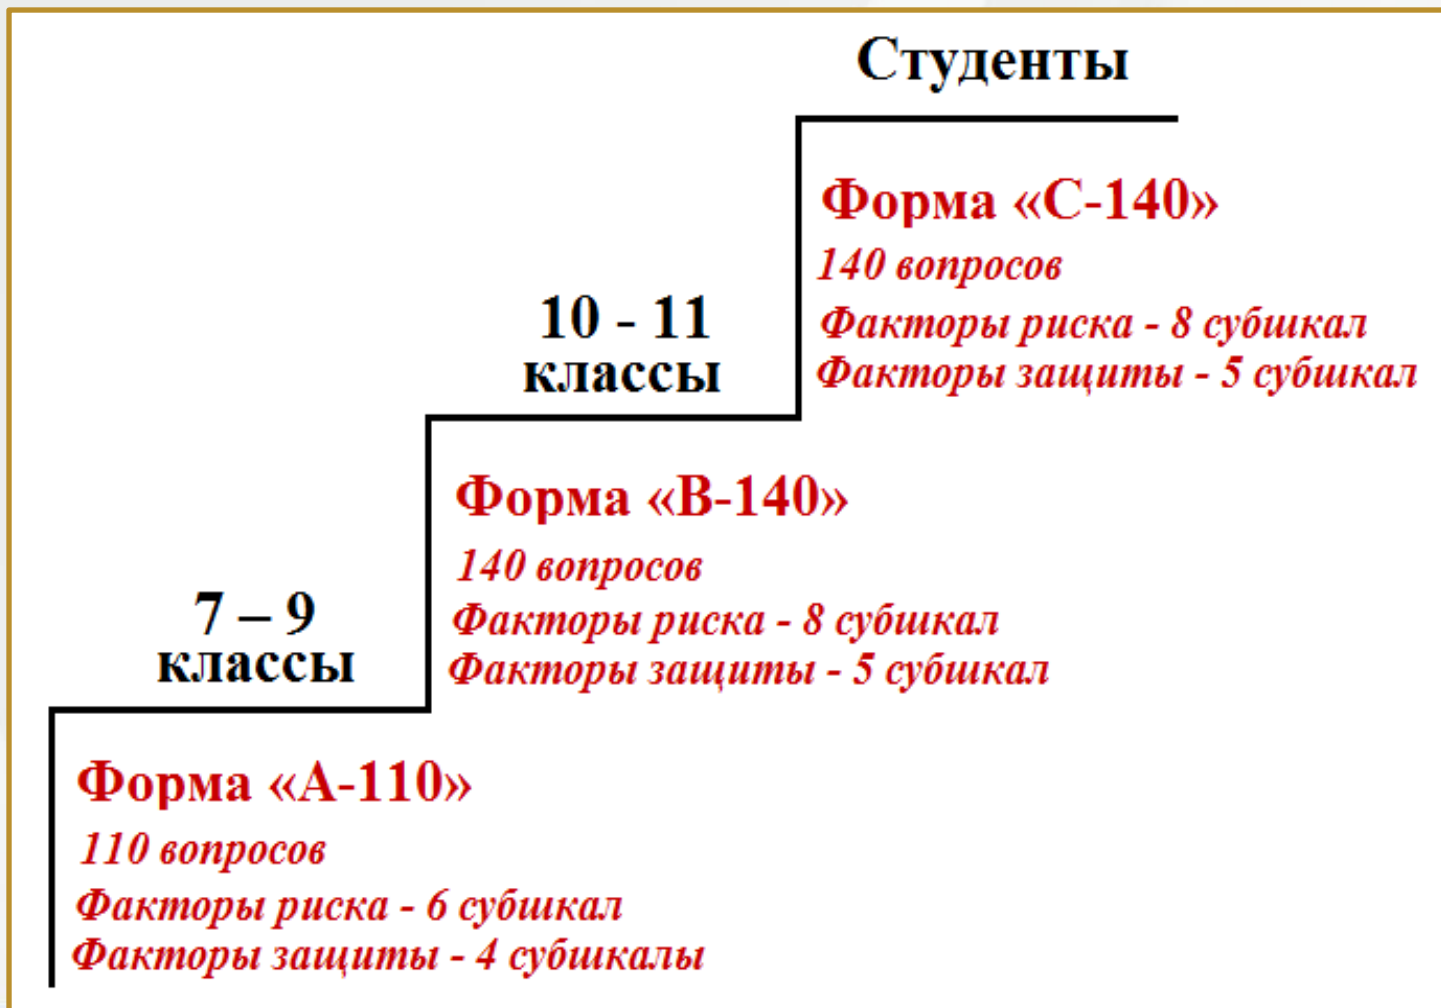 Студенты
Форма «С-140»
140 вопросов
Факторы риска - 8 субшкал
Факторы защиты - 5 субшкал
10 - 11
классы
Форма «В-140»
140 вопросов
Факторы риска - 8 субшкал
Факторы защиты - 5 субшкал
7 – 9
классы
Форма «А-110»
110 вопросов
Факторы риска - 6 субшкал
Факторы защиты - 4 субшкалы